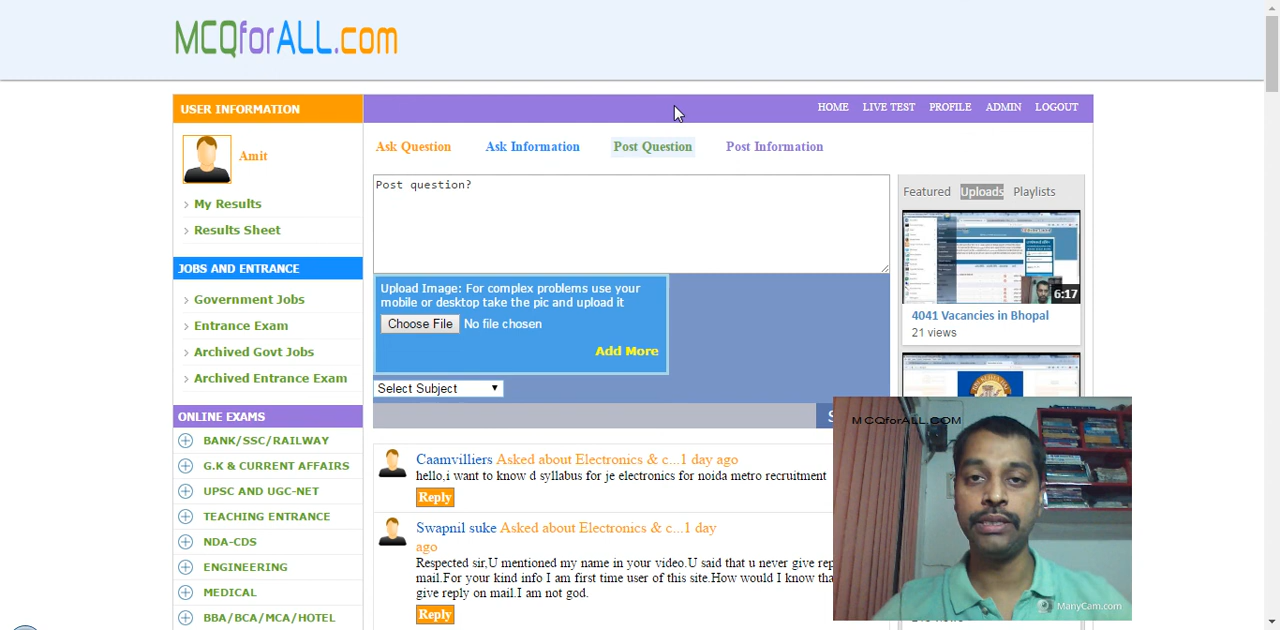 MCQforALL.com
USER INFORMATION
HOME LIVE TEST PROFILE ADMIN LOGOUT
Amit
My Results
Results Sheet
JOBS AND ENTRANCE
Government Jobs
Entrance Exam
Archived Govt Jobs
Archived Entrance Exam
ONLINE EXAMS
BANK/SSC/RAILWAY
G.K & CURRENT AFFAIRS
UPSC AND UGC-NET
TEACHING ENTRANCE
NDA-CDS
ENGINEERING
MEDICAL
BBA/BCA/MCA/HOTEL
Ask Question Ask Information Post Question Post Information
Post question?
Upload Image: For complex problems use your
mobile or desktop take the pic and upload it
Choose File No file chosen
Add More
Select Subject
Caamvilliers Asked about Electronics & c...1 day ago
hello,i want to know d syllabus for je electronics for noida metro recruitment
Reply
Swapnil suke Asked about Electronics & c...1 day
ago
Respected sir,U mentioned my name in your video.U said that u never give rep
mail.For your kind info I am first time user of this site.How would I know tha
give reply on mail.I am not god.
Reply
Featured Uploads Playlists
6:17
4041 Vacancies in Bhopal
21 views
MCQforALL.COM
ManyCam.com